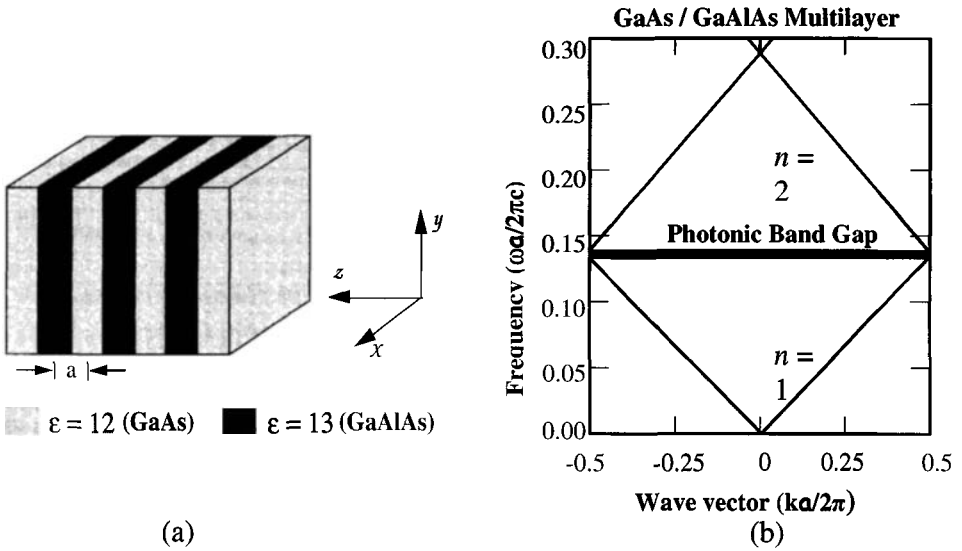 y
z
x
a
ε = 12 (GaAs)
ε = 13 (GaAlAs)
(a)
GaAs / GaAlAs Multilayer
Frequency (ωa/2πc)
0.30
0.25
0.20
0.15
0.10
0.05
0.00
n =
2
Photonic Band Gap
n =
1
-0.5
-0.25
0
0.25
0.5
Wave vector (ka/2π)
(b)